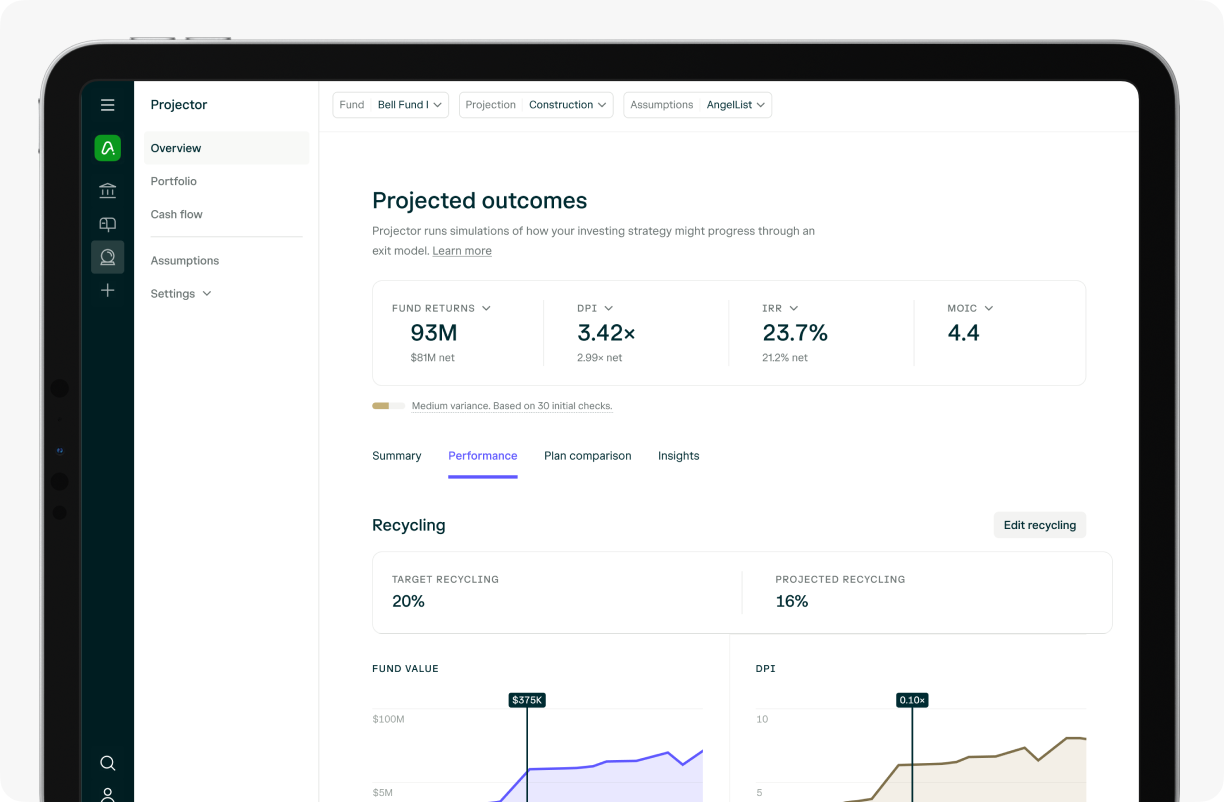 Projector
Overview
Portfolio
Cash flow
Assumptions
Settings
Fund Bell Fund I
Projection Construction
Assumptions AngelList
Projected outcomes
Projector runs simulations of how your investing strategy might progress through an
exit model. Learn more
FUND RETURNS
93M
$81M net
DPI
3.42×
2.99× net
IRR
23.7%
21.2% net
MOIC
4.4
Medium variance. Based on 30 initial checks.
Summary
Performance
Plan comparison
Insights
Recycling
Edit recycling
TARGET RECYCLING
20%
PROJECTED RECYCLING
16%
FUND VALUE
$375K
$100M
$5M
DPI
0.10×
10
5